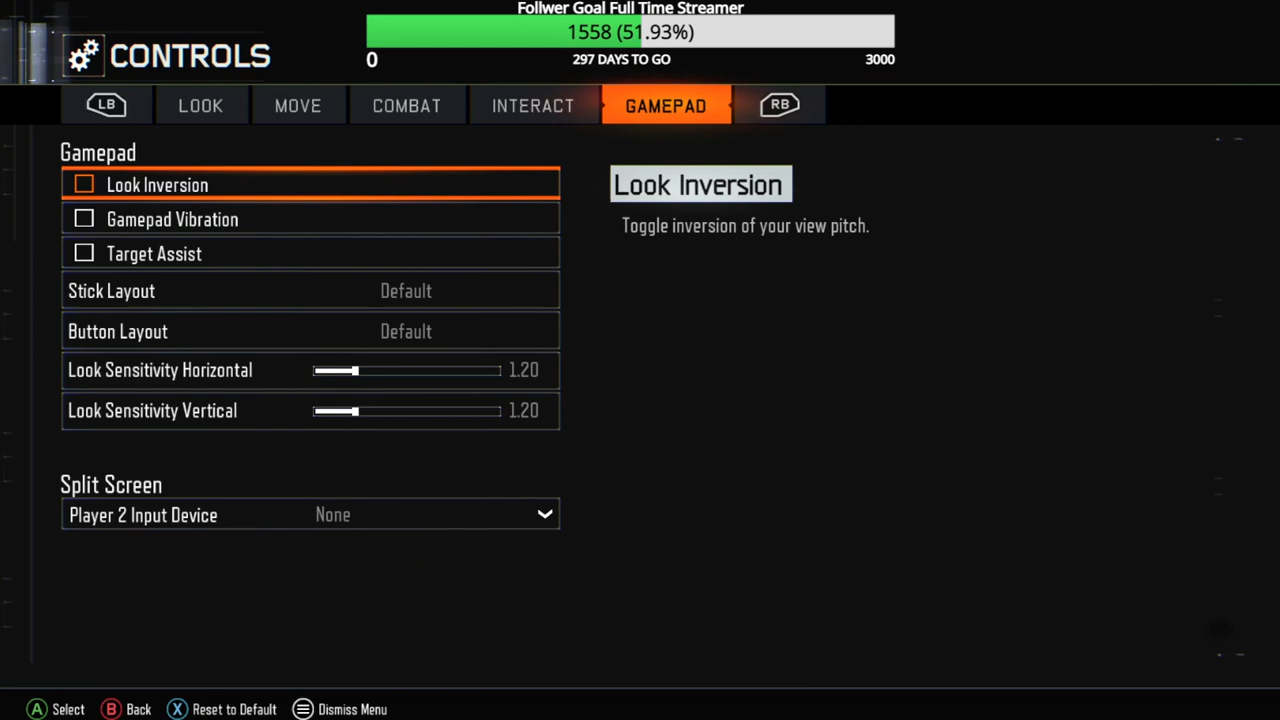 Follwer Goal Full Time Streamer
1558 (51.93%)
0 297 DAYS TO GO 3000
CONTROLS
LB LOOK MOVE COMBAT INTERACT GAMEPAD RB
Gamepad
Look Inversion
Gamepad Vibration
Target Assist
Stick Layout Default
Button Layout Default
Look Sensitivity Horizontal 1.20
Look Sensitivity Vertical 1.20
Look Inversion
Toggle inversion of your view pitch.
Split Screen
Player 2 Input Device None
A Select B Back X Reset to Default Dismiss Menu